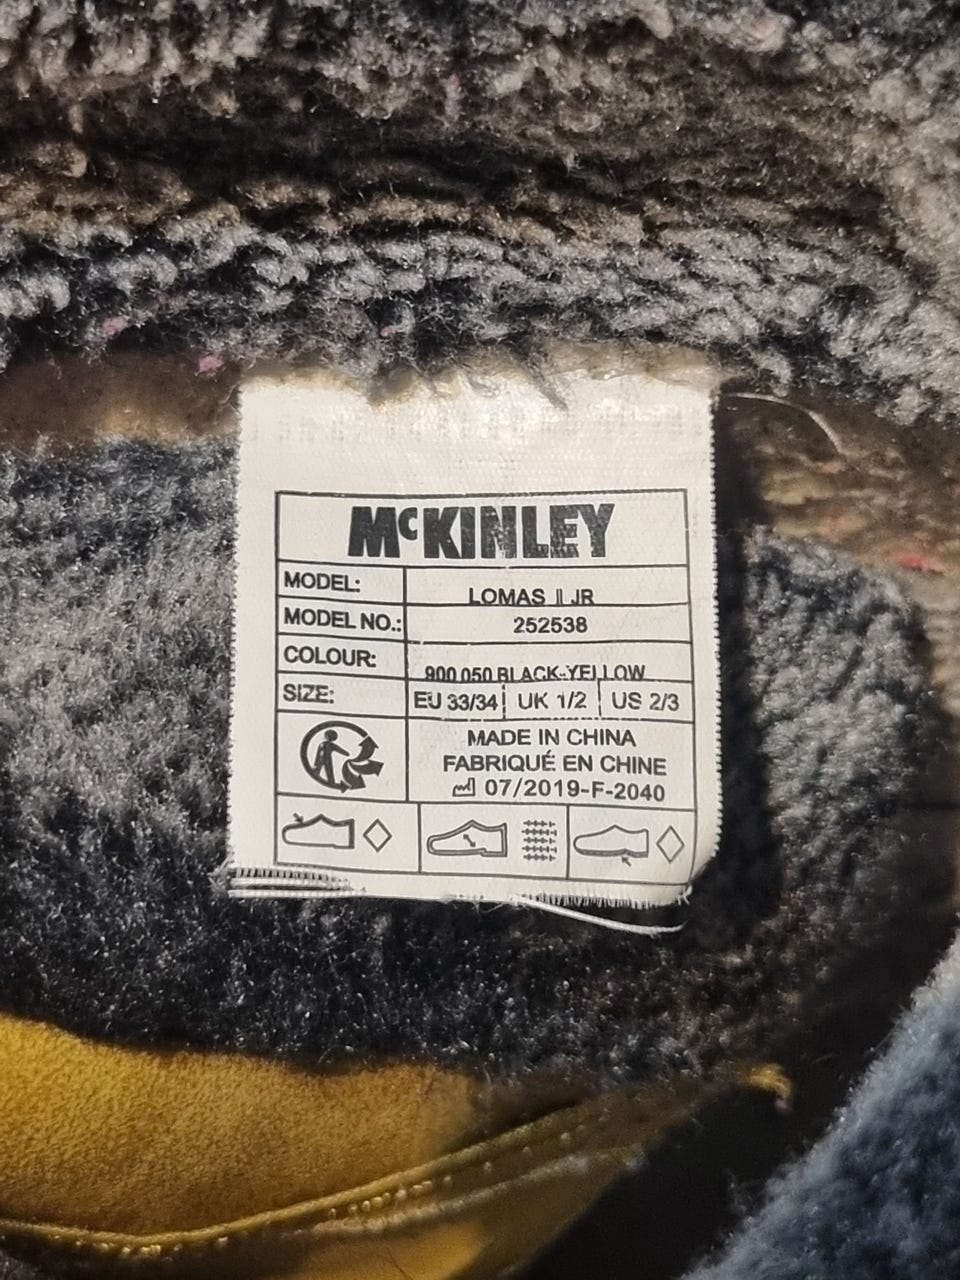 McKINLEY
MODEL: LOMAS II JR
MODEL NO.: 252538
COLOUR: 900 050 BLACK-YELLOW
SIZE: EU 33/34 UK 1/2 US 2/3
MADE IN CHINA
FABRIQUÉ EN CHINE
07/2019-F-2040